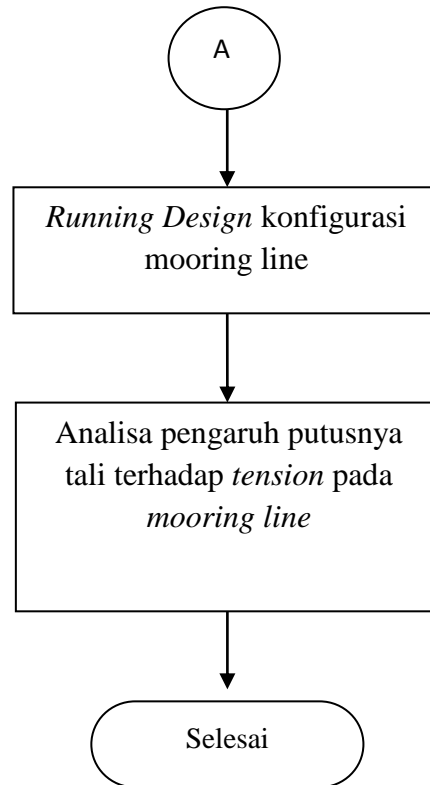 A
Running Design konfigurasi
mooring line
Analisa pengaruh putusnya
tali terhadap tension pada
mooring line
Selesai